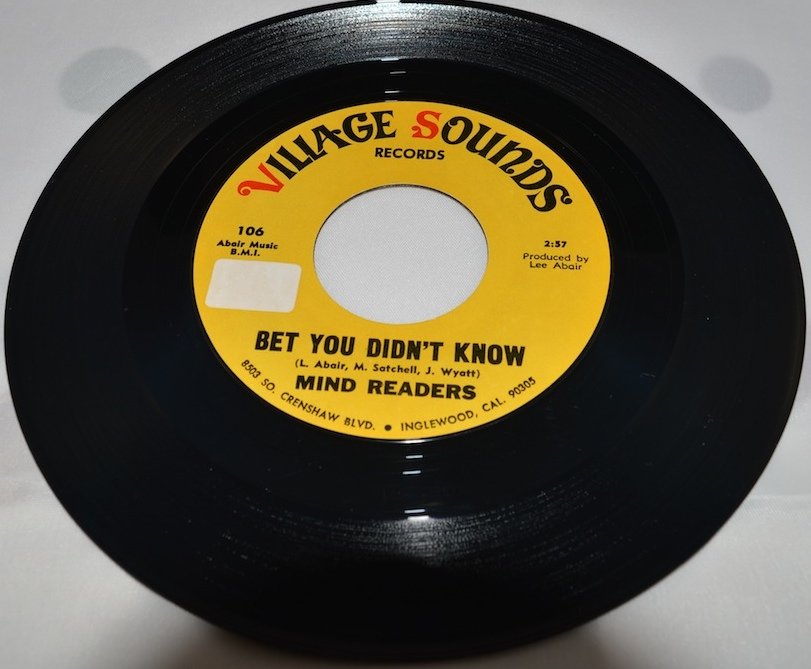 VILLAGE SOUNDS
RECORDS
106
Abair Music
B.M.I.
2:57
Produced by
Lee Abair
BET YOU DIDN'T KNOW
(L. Abair, M. Satchell, J. Wyatt)
MIND READERS
8503 SO. CRENSHAW BLVD. ● INGLEWOOD, CAL. 90305